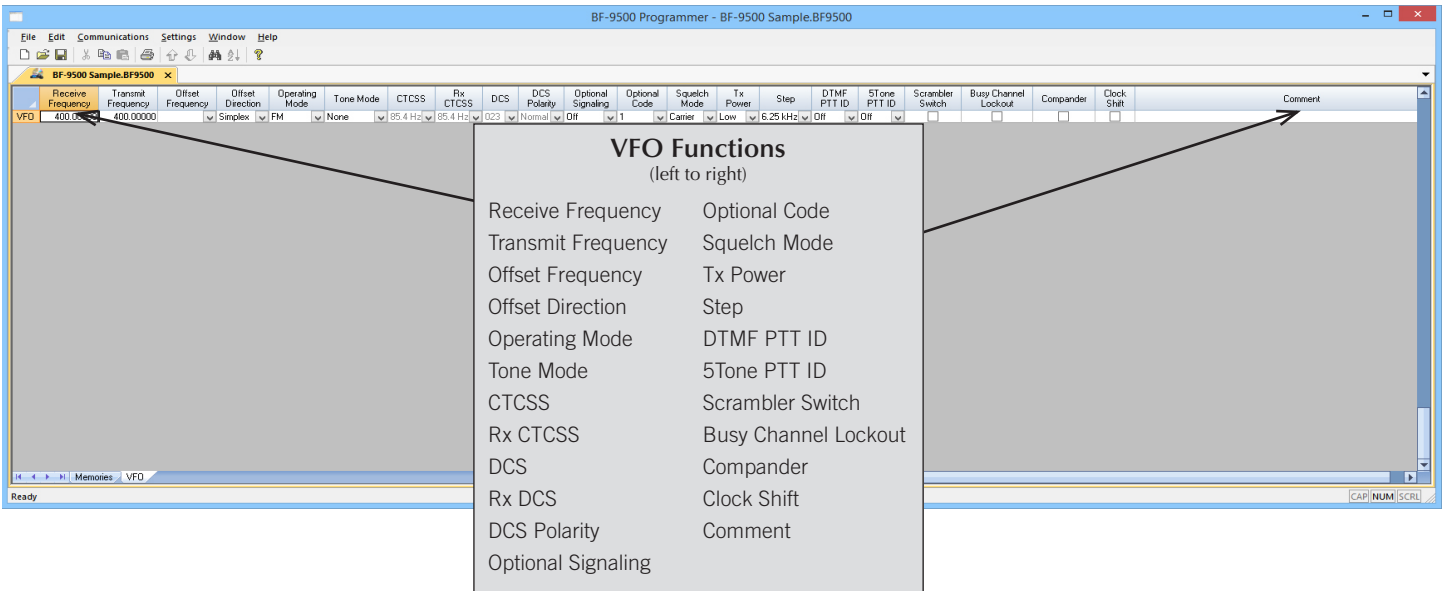 BF-9500 Programmer - BF-9500 Sample.BF9500
File Edit Communications Settings Window Help
BF-9500 Sample.BF9500
Receive Frequency Transmit Frequency Offset Frequency Offset Direction Operating Mode Tone Mode CTCSS Rx CTCSS DCS DCS Polarity Optional Signaling Optional Code Squelch Mode Tx Power Step DTMF PTT ID 5Tone PTT ID Scrambler Switch Busy Channel Lockout Compander Clock Shift Comment
VFO 400.00000 Simplex FM None 85.4 Hz 85.4 Hz 023 Normal Off 1 Carrier Low 6.25 kHz Off Off
VFO Functions
(left to right)
Receive Frequency
Transmit Frequency
Offset Frequency
Offset Direction
Operating Mode
Tone Mode
CTCSS
Rx CTCSS
DCS
Rx DCS
DCS Polarity
Optional Signaling
Optional Code
Squelch Mode
Tx Power
Step
DTMF PTT ID
5Tone PTT ID
Scrambler Switch
Busy Channel Lockout
Compander
Clock Shift
Comment
Memories VFO
Ready
CAP NUM SCRL